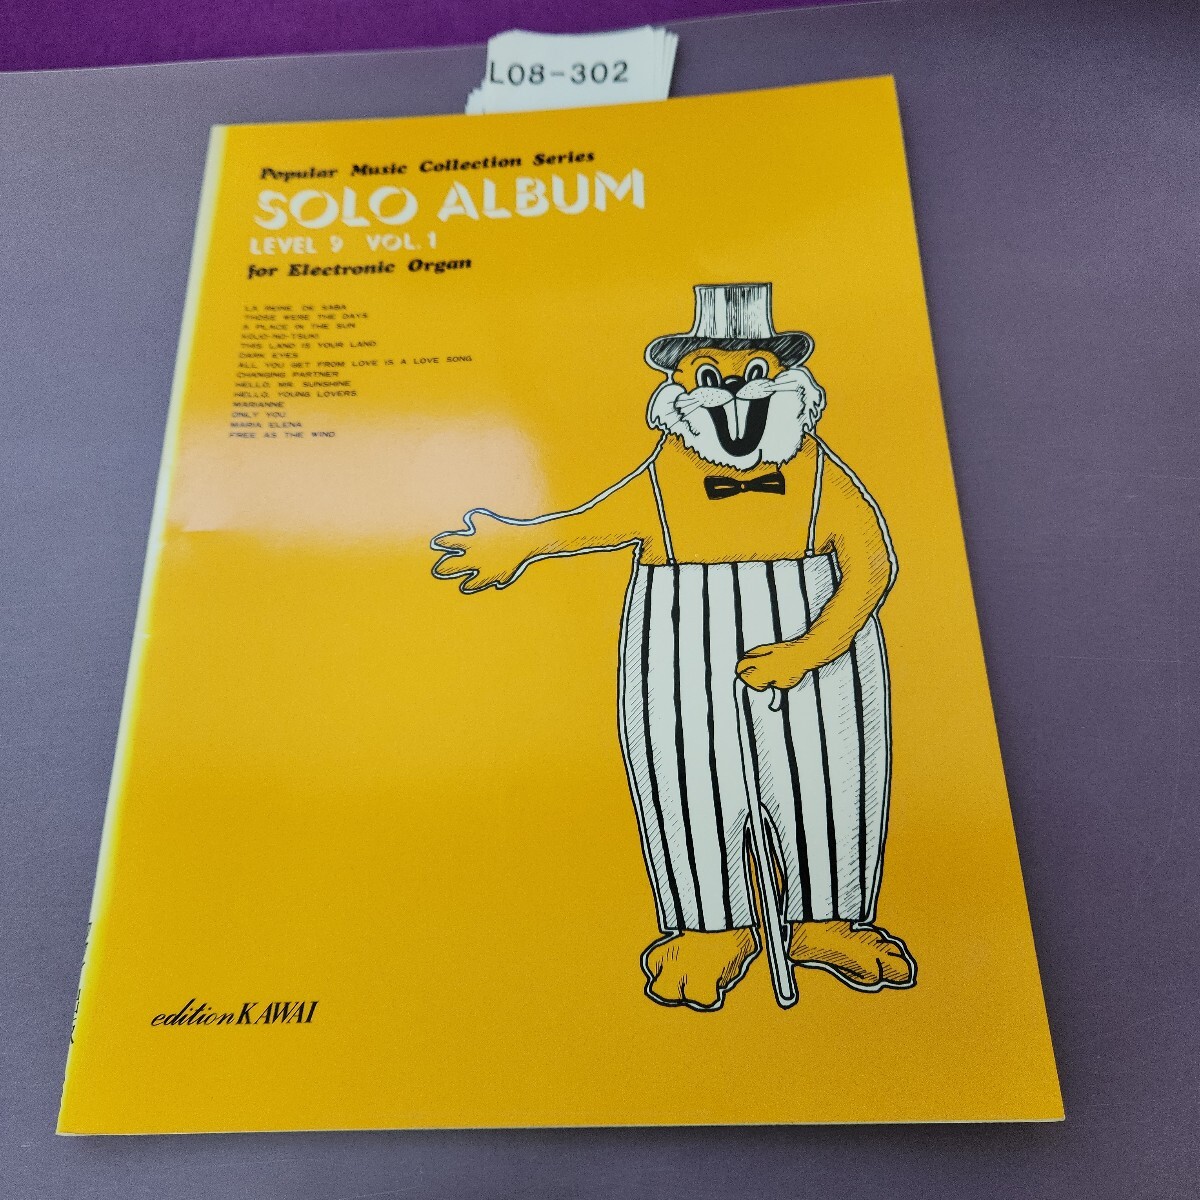 L08-302
Popular Music Collection Series
SOLO ALBUM
LEVEL 9 VOL.1
for Electronic Organ
LA REINE DE SABA
THOSE WERE THE DAYS
A PLACE IN THE SUN
KOJO-NO-TSUKI
THIS LAND IS YOUR LAND
DARK EYES
ALL YOU GET FROM LOVE IS A LOVE SONG
CHANGING PARTNER
HELLO, MR. SUNSHINE
HELLO, YOUNG LOVERS
MARIANNE
ONLY YOU
MARIA ELENA
FREE AS THE WIND
edition KAWAI